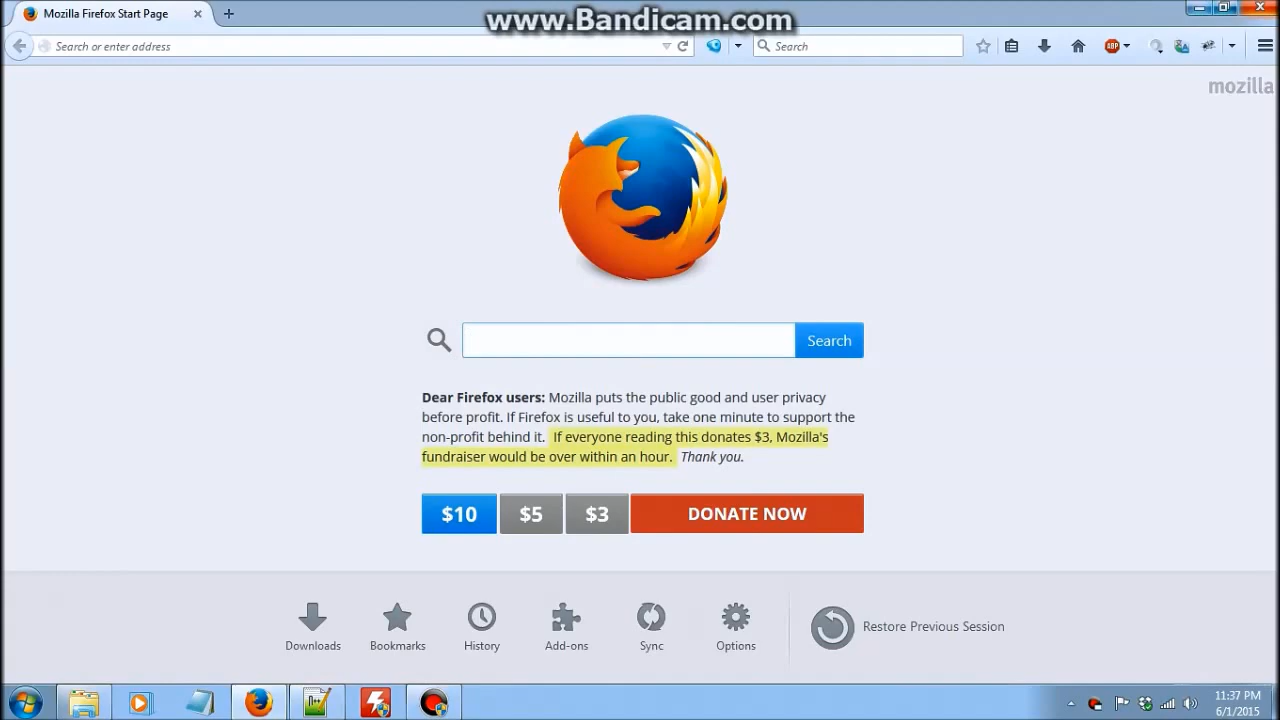 Mozilla Firefox Start Page
www.Bandicam.com
Search or enter address
Search
ABP
mozilla
Search
Dear Firefox users: Mozilla puts the public good and user privacy
before profit. If Firefox is useful to you, take one minute to support the
non-profit behind it. If everyone reading this donates $3, Mozilla's
fundraiser would be over within an hour. Thank you.
$10 $5 $3 DONATE NOW
Downloads Bookmarks History Add-ons Sync Options Restore Previous Session
11:37 PM
6/1/2015